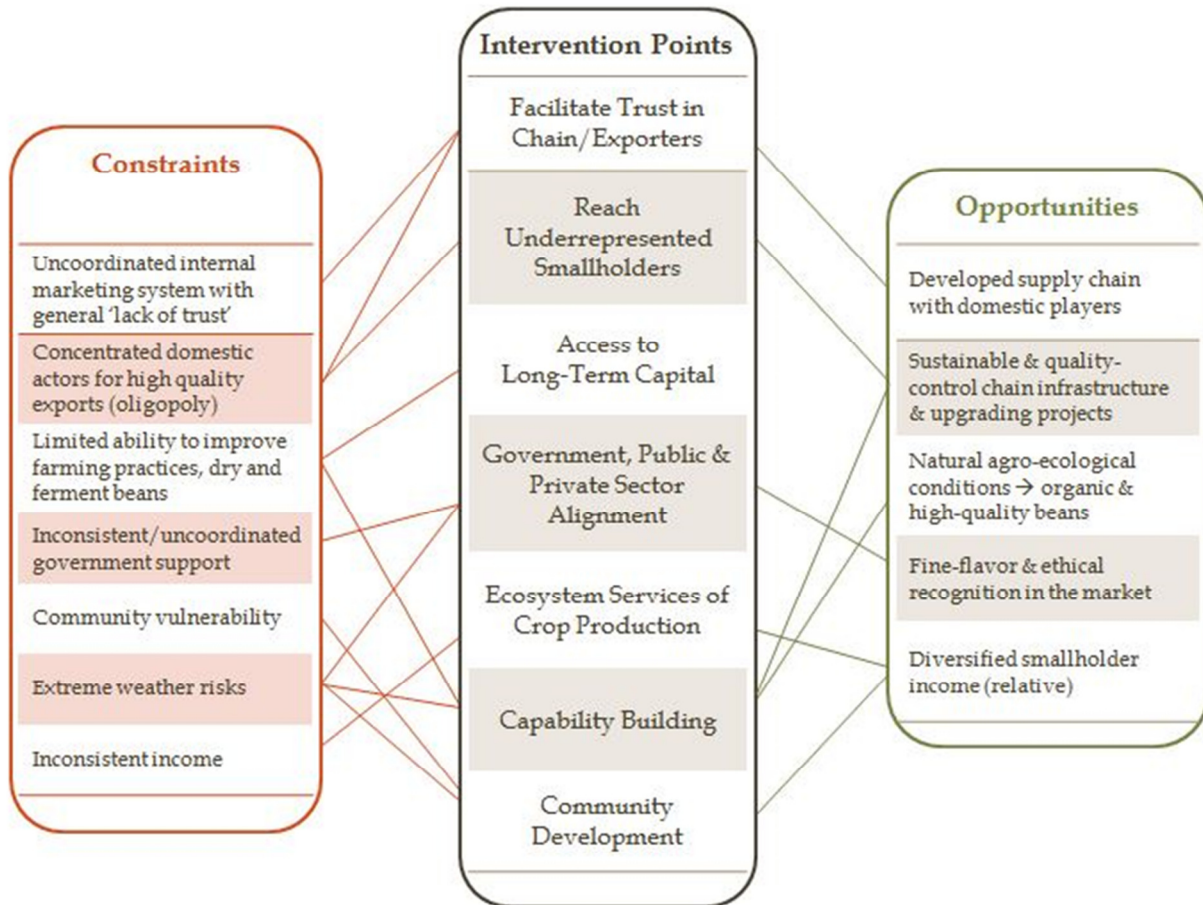 Constraints
Uncoordinated internal
marketing system with
general ‘lack of trust’
Concentrated domestic
actors for high quality
exports (oligopoly)
Limited ability to improve
farming practices, dry and
ferment beans
Inconsistent/uncoordinated
government support
Community vulnerability
Extreme weather risks
Inconsistent income
Intervention Points
Facilitate Trust in
Chain/Exporters
Reach
Underrepresented
Smallholders
Access to
Long-Term Capital
Government, Public &
Private Sector
Alignment
Ecosystem Services of
Crop Production
Capability Building
Community
Development
Opportunities
Developed supply chain
with domestic players
Sustainable & quality-
control chain infrastructure
& upgrading projects
Natural agro-ecological
conditions → organic &
high-quality beans
Fine-flavor & ethical
recognition in the market
Diversified smallholder
income (relative)